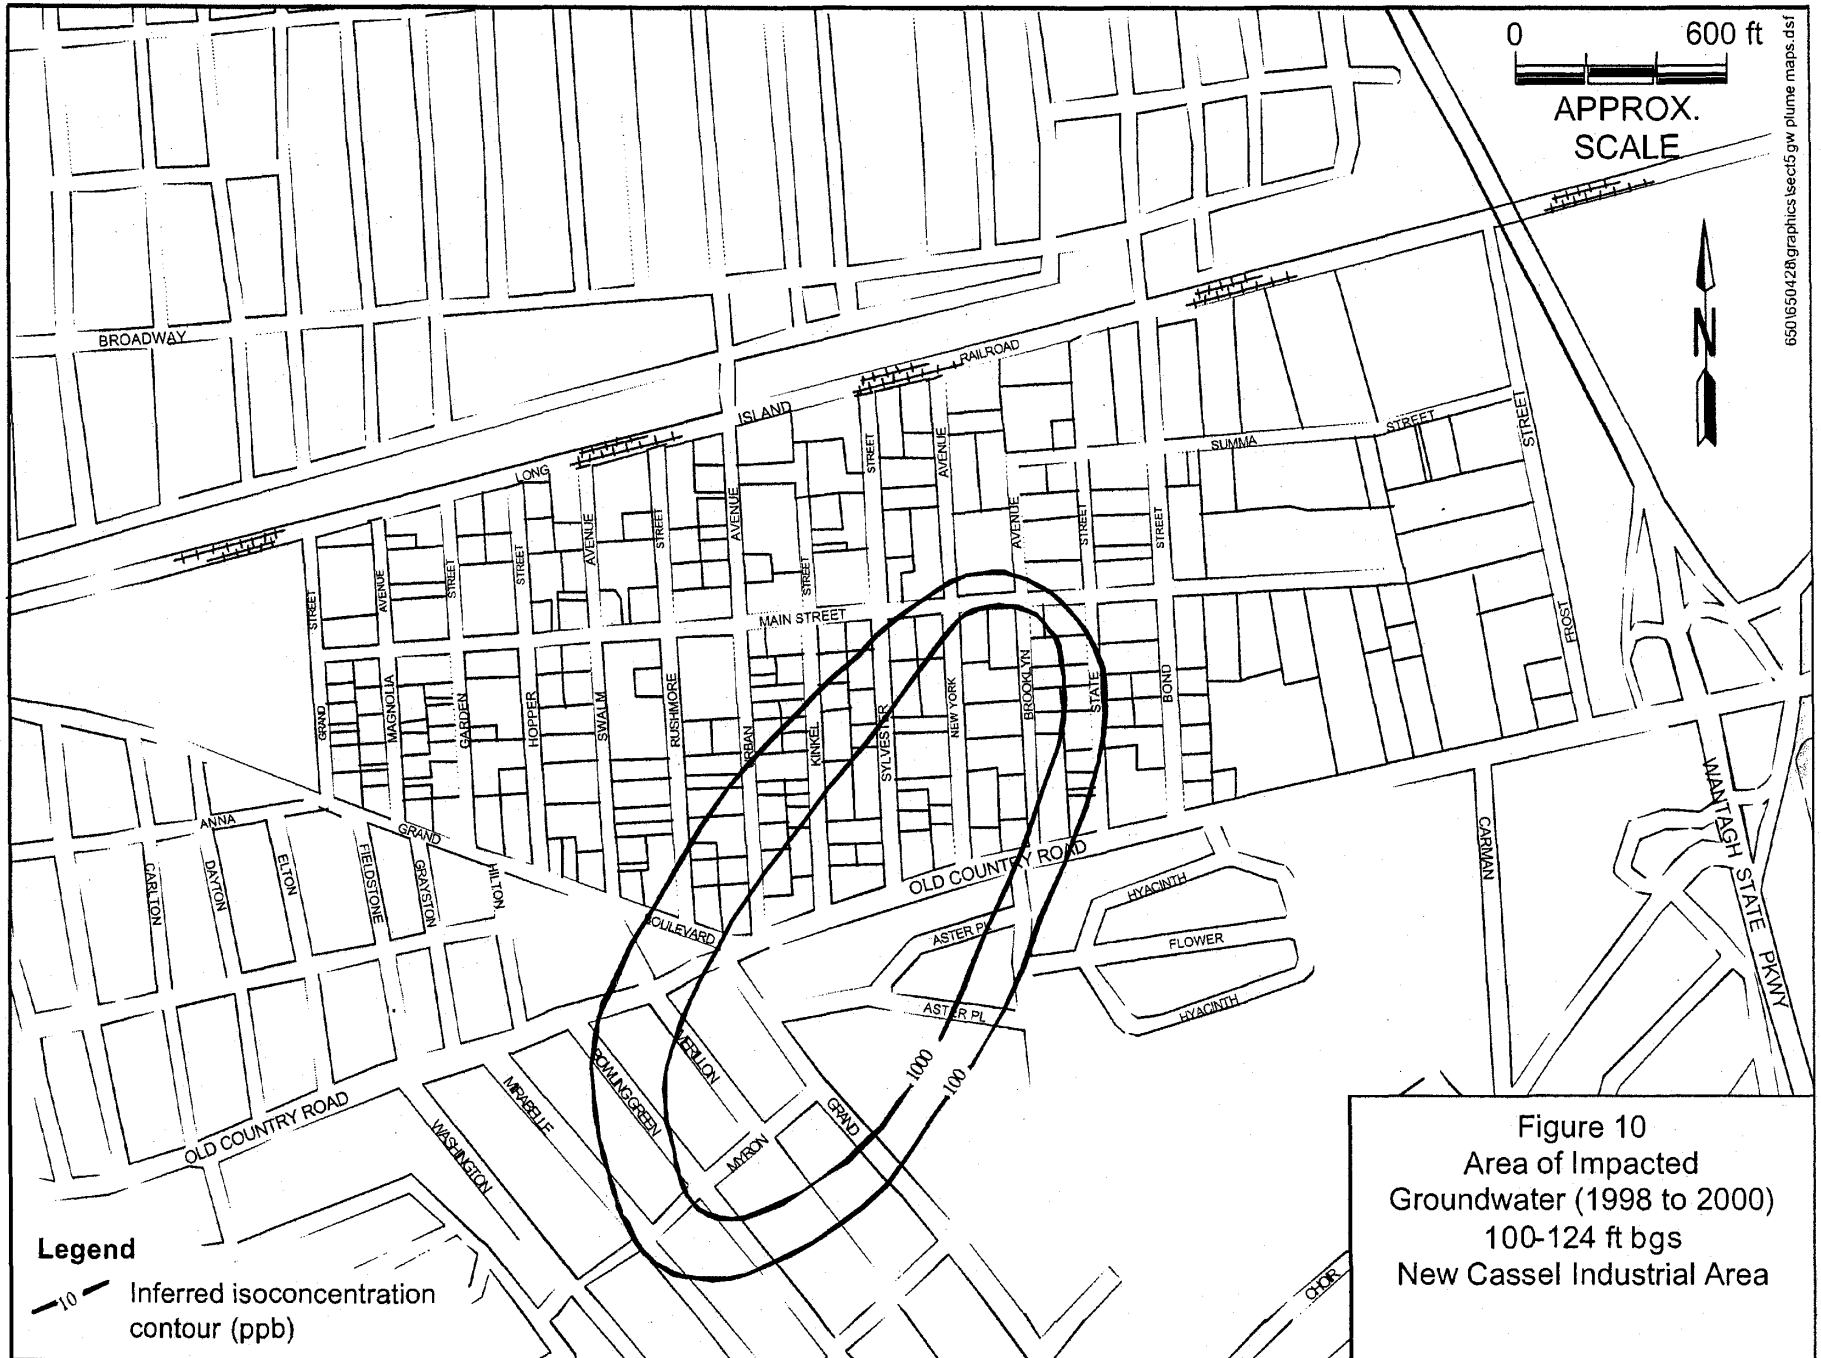 0 600 ft
APPROX.
SCALE
650\650428\graphics\sect5gw plume maps.dsf
N
BROADWAY
LONG
ISLAND
RAILROAD
SUMMA
STREET
STREET
STREET
AVENUE
STREET
STREET
AVENUE
STREET
AVENUE
STREET
STREET
AVENUE
AVENUE
STREET
STREET
MAIN STREET
FROST
GRAND
MAGNOLIA
GARDEN
HOPPER
SWALM
RUSHMORE
KINKEL
SYLVESTER
NEW YORK
BROOKLYN
STATE
BOND
ANNA
GRAND
BOULEVARD
CARLTON
DAYTON
ELTON
FIELDSTONE
GRAYSTON
HILTON
OLD COUNTRY ROAD
ASTER PL
ASTER PL
HYACINTH
FLOWER
HYACINTH
CARMAN
WANTAGH STATE PKWY
OLD COUNTRY ROAD
WASHINGTON
MIRABELLE
BOWLING GREEN
MERILLON
MYRON
GRAND
1000
100
CHOIR
Legend
10 Inferred isoconcentration
contour (ppb)
Figure 10
Area of Impacted
Groundwater (1998 to 2000)
100-124 ft bgs
New Cassel Industrial Area